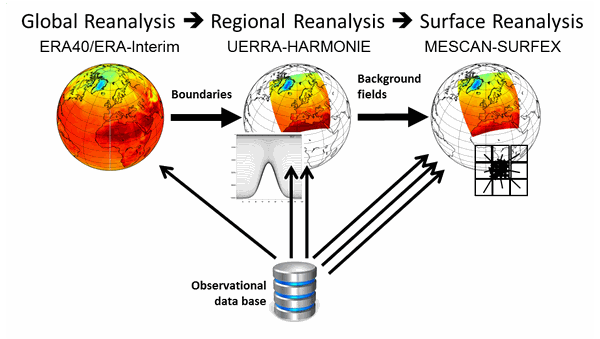 Global Reanalysis → Regional Reanalysis → Surface Reanalysis
ERA40/ERA-Interim UERRA-HARMONIE MESCAN-SURFEX
Boundaries
Background
fields
Observational
data base